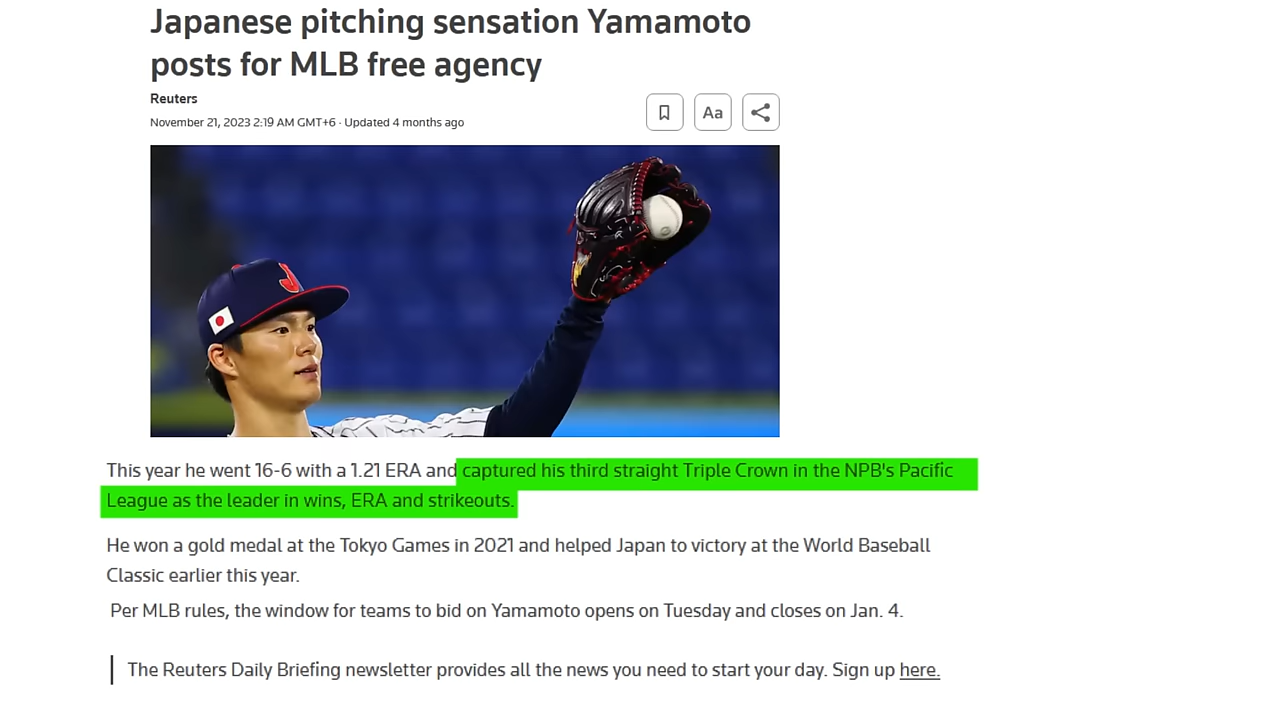 Japanese pitching sensation Yamamoto
posts for MLB free agency
Reuters
November 21, 2023 2:19 AM GMT+6 · Updated 4 months ago
Aa
J
This year he went 16-6 with a 1.21 ERA and captured his third straight Triple Crown in the NPB's Pacific
League as the leader in wins, ERA and strikeouts.
He won a gold medal at the Tokyo Games in 2021 and helped Japan to victory at the World Baseball
Classic earlier this year.
Per MLB rules, the window for teams to bid on Yamamoto opens on Tuesday and closes on Jan. 4.
The Reuters Daily Briefing newsletter provides all the news you need to start your day. Sign up here.